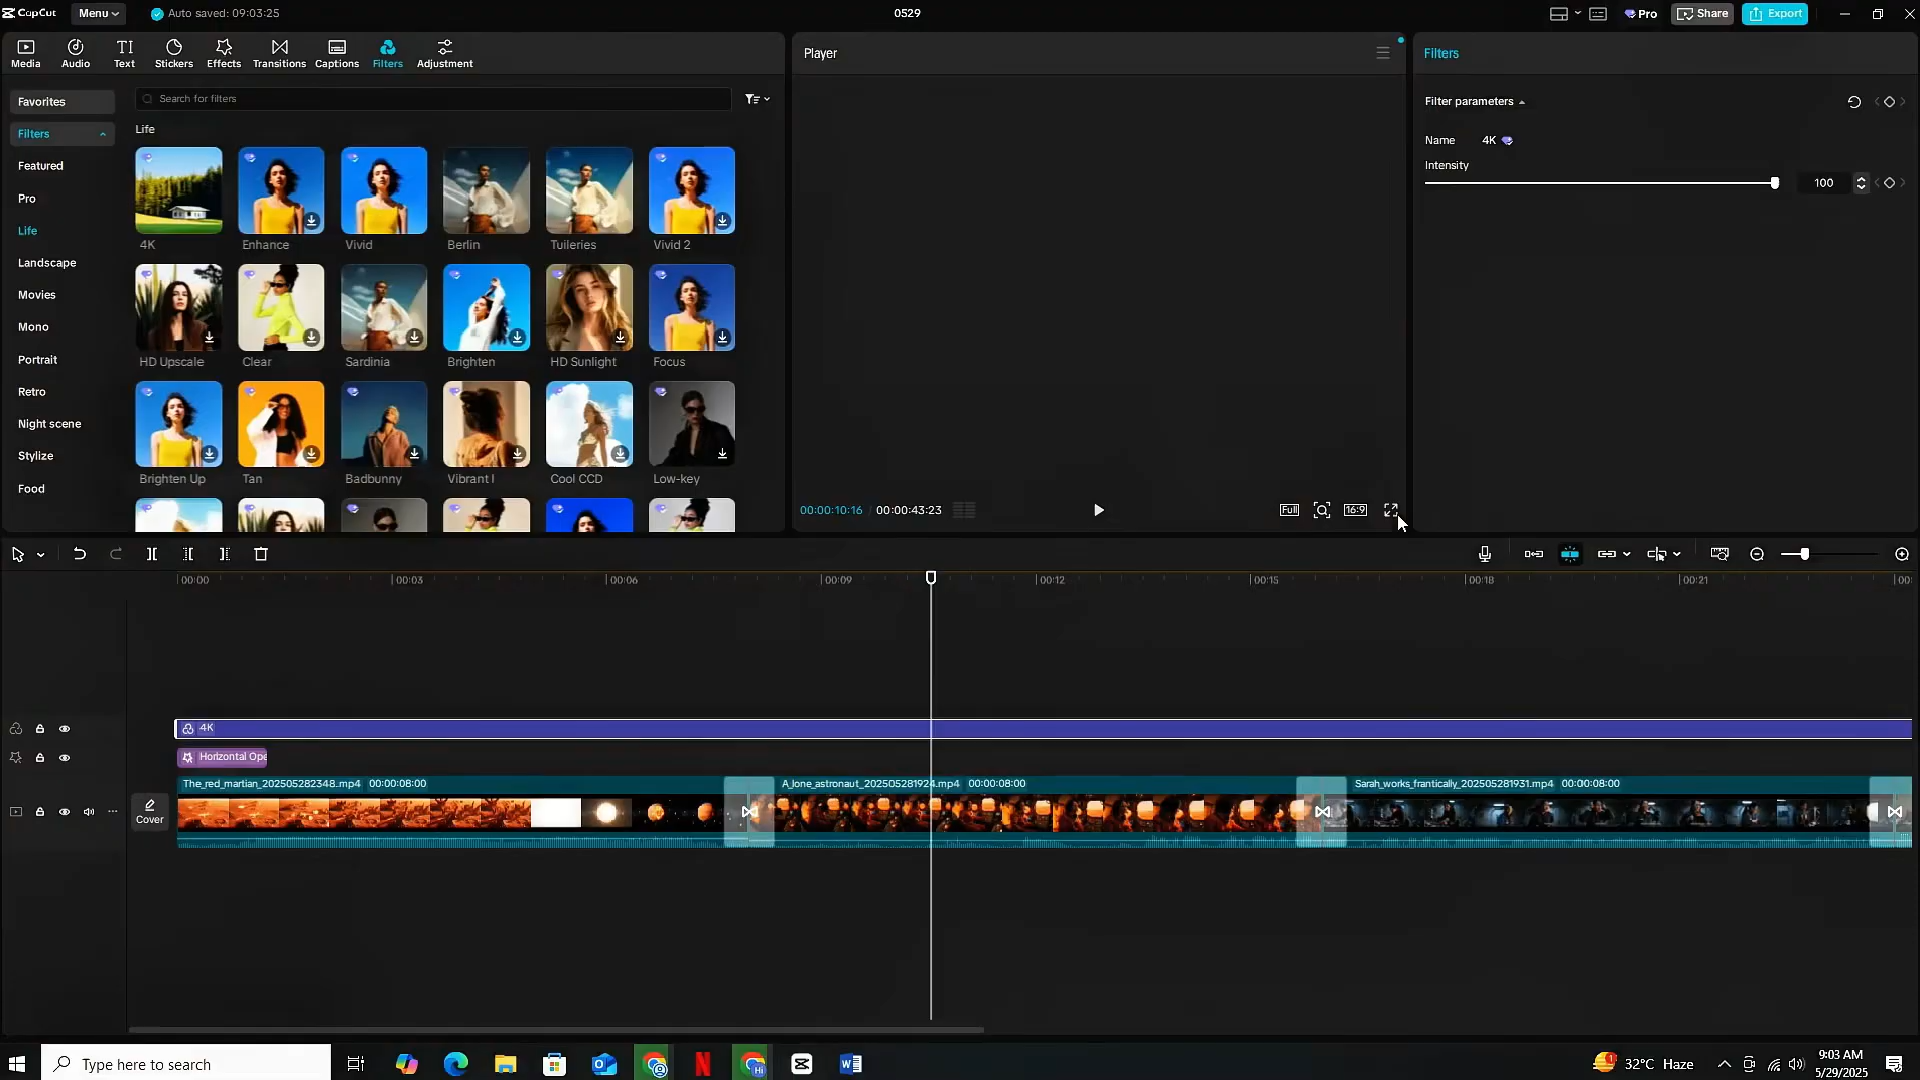 CapCut
Menu
Auto saved: 09:03:25
0529
Pro
Share
Export
Media
Audio
TI
Text
Stickers
Effects
Transitions
Captions
Filters
Adjustment
Player
Filters
Favorites
Search for filters
Filters
Life
Featured
Pro
Life
Landscape
Movies
Mono
Portrait
Retro
Night scene
Stylize
Food
4K
Enhance
Vivid
Berlin
Tuileries
Vivid 2
HD Upscale
Clear
Sardinia
Brighten
HD Sunlight
Focus
Brighten Up
Tan
Badbunny
Vibrant I
Cool CCD
Low-key
Filter parameters
Name
4K
Intensity
100
00:00:10:16 / 00:00:43:23
Full
16:9
00:00
00:03
00:06
00:09
00:12
00:15
00:18
00:21
00:
4K
Horizontal Ope
Cover
The_red_martian_202505282348.mp4 00:00:08:00
A_lone_astronaut_202505281924.mp4 00:00:08:00
Sarah_works_frantically_202505281931.mp4 00:00:08:00
Type here to search
Hi
32°C Haze
9:03 AM
5/29/2025